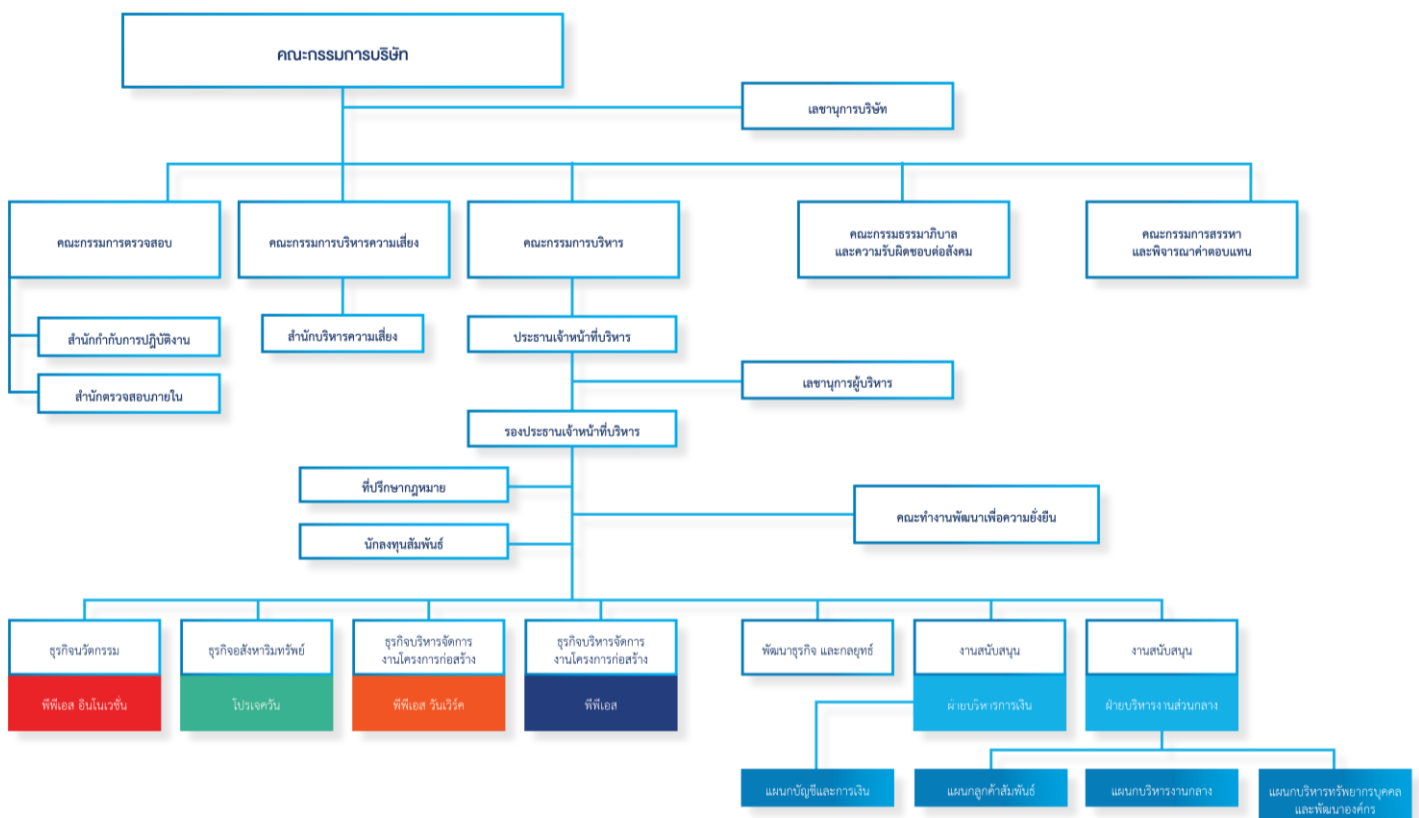 คณะกรรมการบริษัท
เลขานุการบริษัท
คณะกรรมการตรวจสอบ
คณะกรรมการบริหารความเสี่ยง
คณะกรรมการบริหาร
คณะกรรมธรรมาภิบาล
และความรับผิดชอบต่อสังคม
คณะกรรมการสรรหา
และพิจารณาค่าตอบแทน
สำนักกำกับการปฏิบัติงาน
สำนักบริหารความเสี่ยง
ประธานเจ้าหน้าที่บริหาร
สำนักตรวจสอบภายใน
เลขานุการผู้บริหาร
รองประธานเจ้าหน้าที่บริหาร
ที่ปรึกษากฎหมาย
คณะทำงานพัฒนาเพื่อความยั่งยืน
นักลงทุนสัมพันธ์
ธุรกิจนวัตกรรม
พีพีเอส อินโนเวชั่น
ธุรกิจอสังหาริมทรัพย์
โปรเจควัน
ธุรกิจบริหารจัดการ
งานโครงการก่อสร้าง
พีพีเอส วันเวิร์ค
ธุรกิจบริหารจัดการ
งานโครงการก่อสร้าง
พีพีเอส
พัฒนาธุรกิจ และกลยุทธ์
งานสนับสนุน
ฝ่ายบริหารการเงิน
งานสนับสนุน
ฝ่ายบริหารงานส่วนกลาง
แผนกบัญชีและการเงิน
แผนกลูกค้าสัมพันธ์
แผนกบริหารงานกลาง
แผนกบริหารทรัพยากรบุคคล
และพัฒนาองค์กร